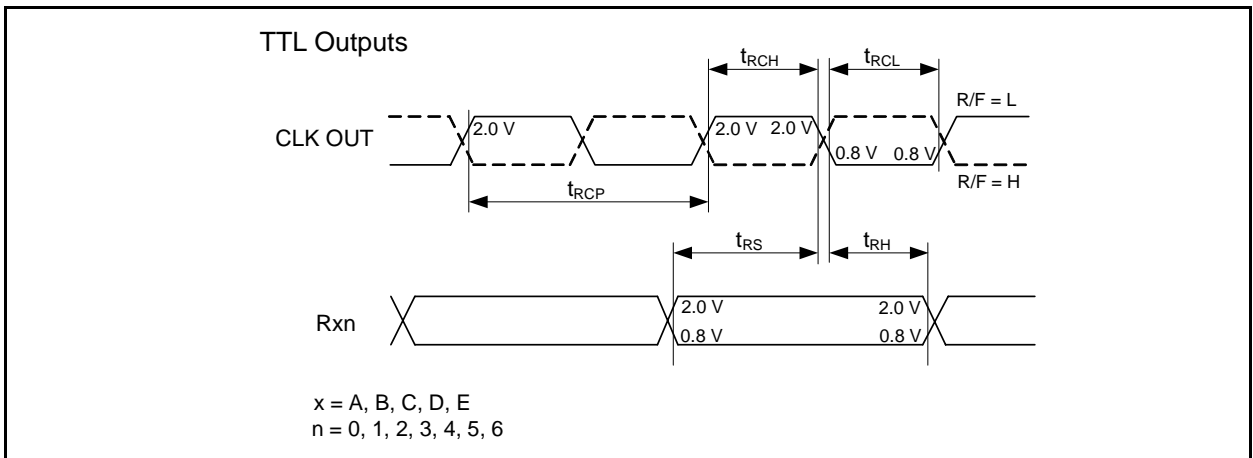 TTL Outputs
tRCH
tRCL
R/F = L
CLK OUT
2.0 V
2.0 V
2.0 V
0.8 V
0.8 V
R/F = H
tRCP
tRS
tRH
Rxn
2.0 V
2.0 V
0.8 V
0.8 V
x = A, B, C, D, E
n = 0, 1, 2, 3, 4, 5, 6